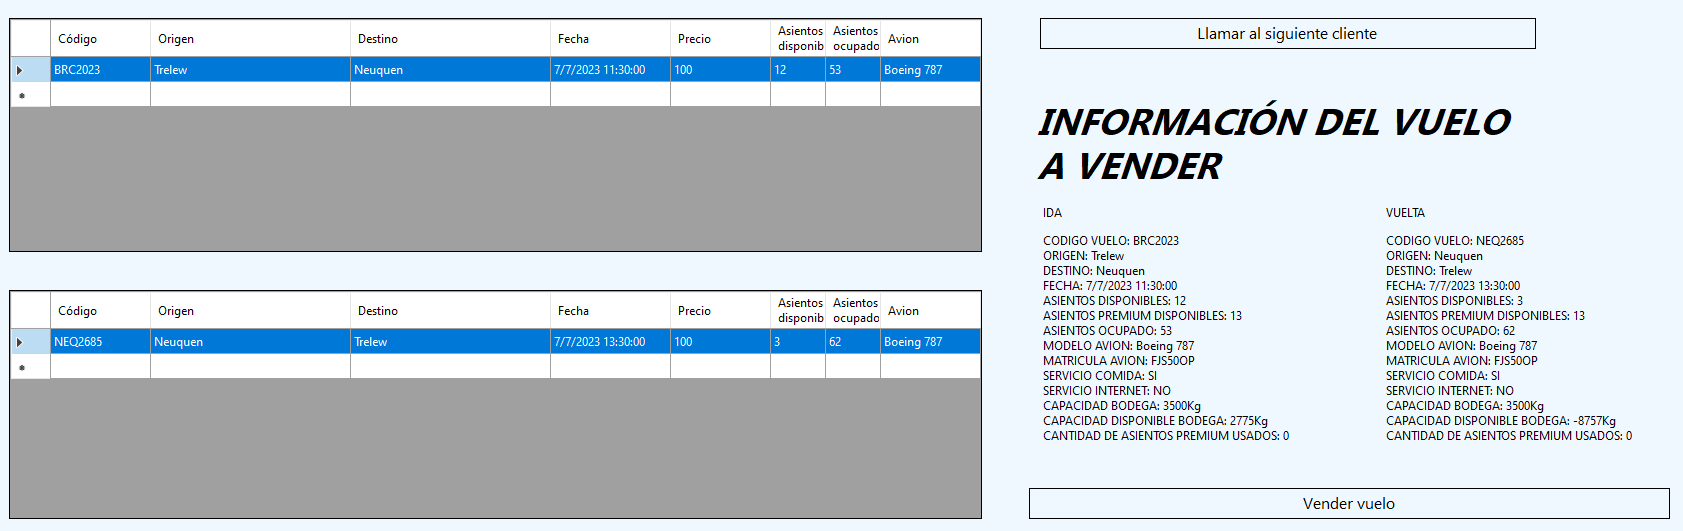 Código Origen Destino Fecha Precio Asientos disponib Asientos ocupado Avion
BRC2023 Trelew Neuquen 7/7/2023 11:30:00 100 12 53 Boeing 787
Código Origen Destino Fecha Precio Asientos disponib Asientos ocupado Avion
NEQ2685 Neuquen Trelew 7/7/2023 13:30:00 100 3 62 Boeing 787
Llamar al siguiente cliente
INFORMACIÓN DEL VUELO
A VENDER
IDA
CODIGO VUELO: BRC2023
ORIGEN: Trelew
DESTINO: Neuquen
FECHA: 7/7/2023 11:30:00
ASIENTOS DISPONIBLES: 12
ASIENTOS PREMIUM DISPONIBLES: 13
ASIENTOS OCUPADO: 53
MODELO AVION: Boeing 787
MATRICULA AVION: FJS50OP
SERVICIO COMIDA: SI
SERVICIO INTERNET: NO
CAPACIDAD BODEGA: 3500Kg
CAPACIDAD DISPONIBLE BODEGA: 2775Kg
CANTIDAD DE ASIENTOS PREMIUM USADOS: 0
VUELTA
CODIGO VUELO: NEQ2685
ORIGEN: Neuquen
DESTINO: Trelew
FECHA: 7/7/2023 13:30:00
ASIENTOS DISPONIBLES: 3
ASIENTOS PREMIUM DISPONIBLES: 13
ASIENTOS OCUPADO: 62
MODELO AVION: Boeing 787
MATRICULA AVION: FJS50OP
SERVICIO COMIDA: SI
SERVICIO INTERNET: NO
CAPACIDAD BODEGA: 3500Kg
CAPACIDAD DISPONIBLE BODEGA: -8757Kg
CANTIDAD DE ASIENTOS PREMIUM USADOS: 0
Vender vuelo